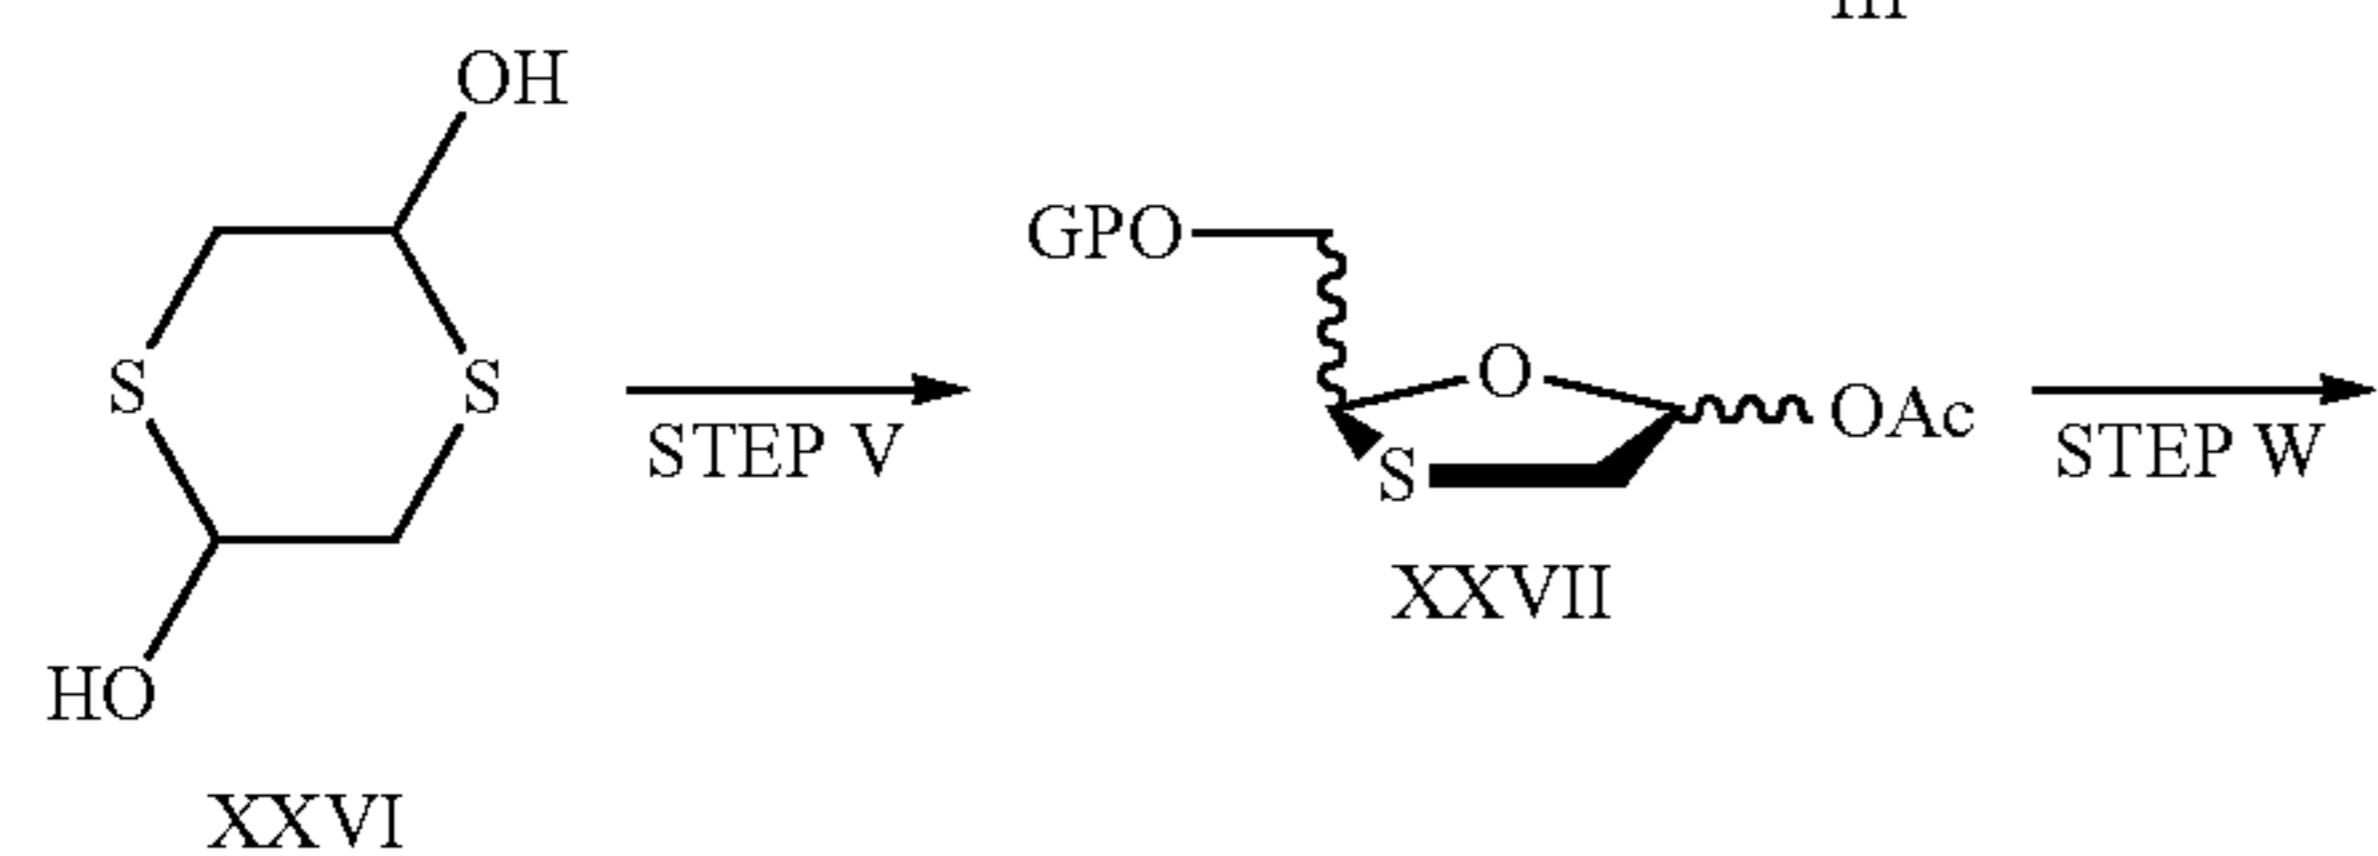 OH
GPO
O
S
S
OAc
STEP V
S
STEP W
XXVII
HO
XXVI